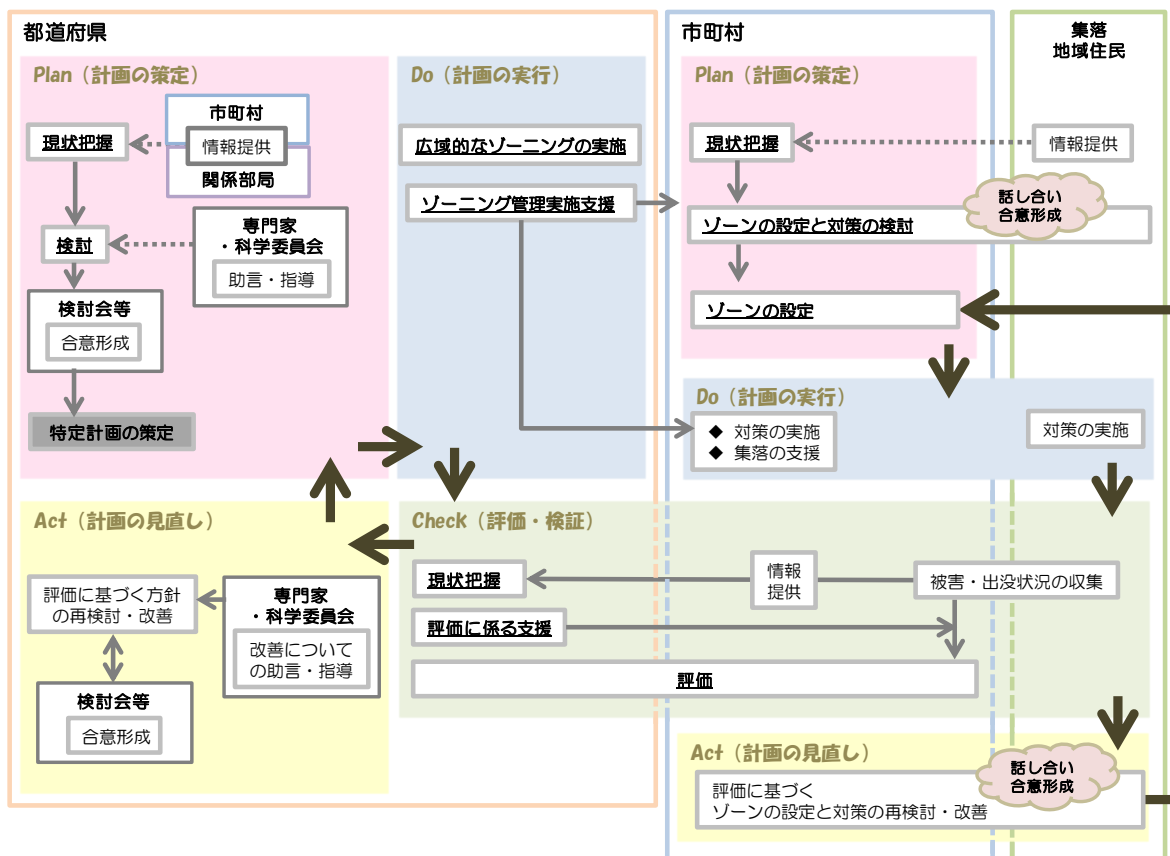 都道府県
Plan（計画の策定）
市町村
情報提供
関係部局
現状把握
検討
専門家
・科学委員会
助言・指導
検討会等
合意形成
特定計画の策定
Do（計画の実行）
広域的なゾーニングの実施
ゾーニング管理実施支援
市町村
Plan（計画の策定）
現状把握
ゾーンの設定と対策の検討
ゾーンの設定
集落
地域住民
情報提供
話し合い
合意形成
Do（計画の実行）
◆ 対策の実施
◆ 集落の支援
対策の実施
Act（計画の見直し）
評価に基づく方針
の再検討・改善
専門家
・科学委員会
改善について
の助言・指導
検討会等
合意形成
Check（評価・検証）
現状把握
情報
提供
被害・出没状況の収集
評価に係る支援
評価
Act（計画の見直し）
話し合い
合意形成
評価に基づく
ゾーンの設定と対策の再検討・改善